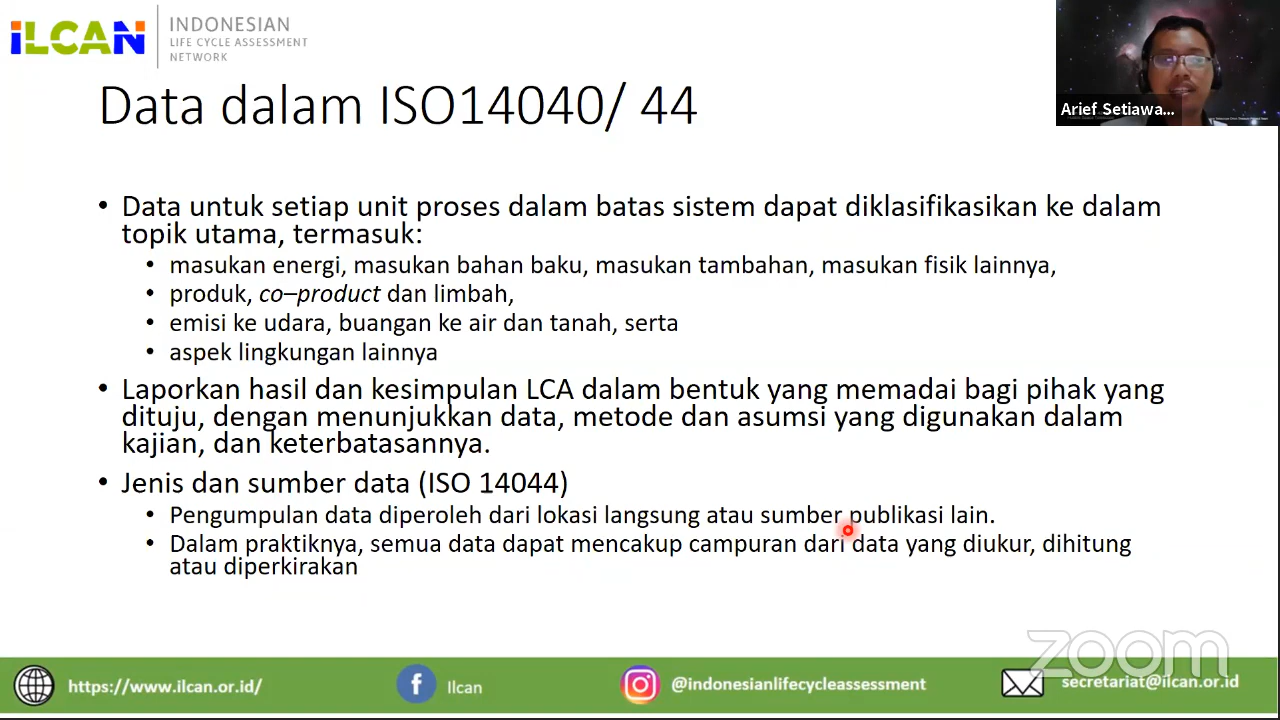 iLCAN
INDONESIAN
LIFE CYCLE ASSESSMENT
NETWORK
Arief Setiawa...
Data dalam ISO14040/ 44
• Data untuk setiap unit proses dalam batas sistem dapat diklasifikasikan ke dalam
topik utama, termasuk:
• masukan energi, masukan bahan baku, masukan tambahan, masukan fisik lainnya,
• produk, co–product dan limbah,
• emisi ke udara, buangan ke air dan tanah, serta
• aspek lingkungan lainnya
• Laporkan hasil dan kesimpulan LCA dalam bentuk yang memadai bagi pihak yang
dituju, dengan menunjukkan data, metode dan asumsi yang digunakan dalam
kajian, dan keterbatasannya.
• Jenis dan sumber data (ISO 14044)
• Pengumpulan data diperoleh dari lokasi langsung atau sumber publikasi lain.
• Dalam praktiknya, semua data dapat mencakup campuran dari data yang diukur, dihitung
atau diperkirakan
zoom
https://www.ilcan.or.id/
Ilcan
@indonesianlifecycleassessment
secretariat@ilcan.or.id